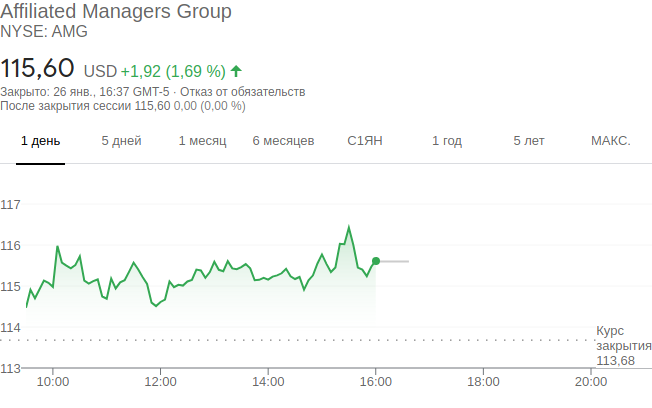 Affiliated Managers Group
NYSE: AMG
115,60 USD +1,92 (1,69 %)
Закрыто: 26 янв., 16:37 GMT-5 · Отказ от обязательств
После закрытия сессии 115,60 0,00 (0,00 %)
1 день 5 дней 1 месяц 6 месяцев С1ЯН 1 год 5 лет МАКС.
117
116
115
114
Курс
закрытия
113,68
113
10:00 12:00 14:00 16:00 18:00 20:00